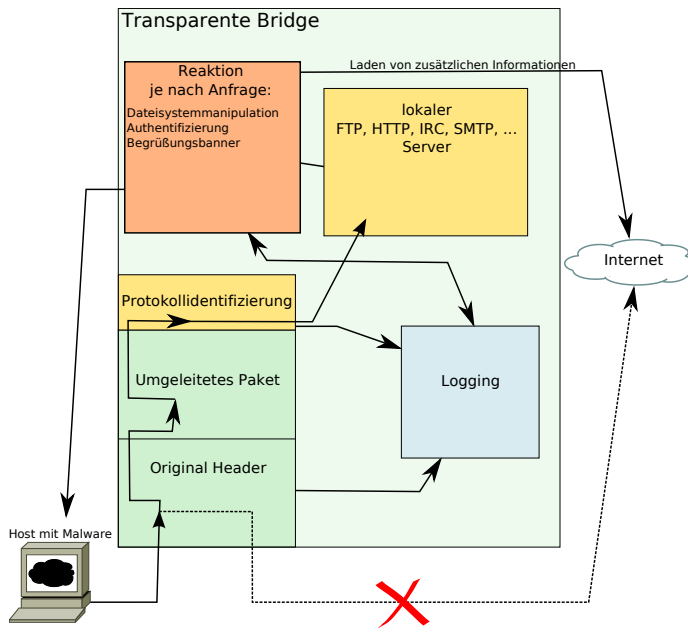 Transparente Bridge
Reaktion
je nach Anfrage:
Dateisystemmanipulation
Authentifizierung
Begrüßungsbanner
Laden von zusätzlichen Informationen
lokaler
FTP, HTTP, IRC, SMTP, ...
Server
Internet
Protokollidentifizierung
Umgeleitetes Paket
Logging
Original Header
Host mit Malware